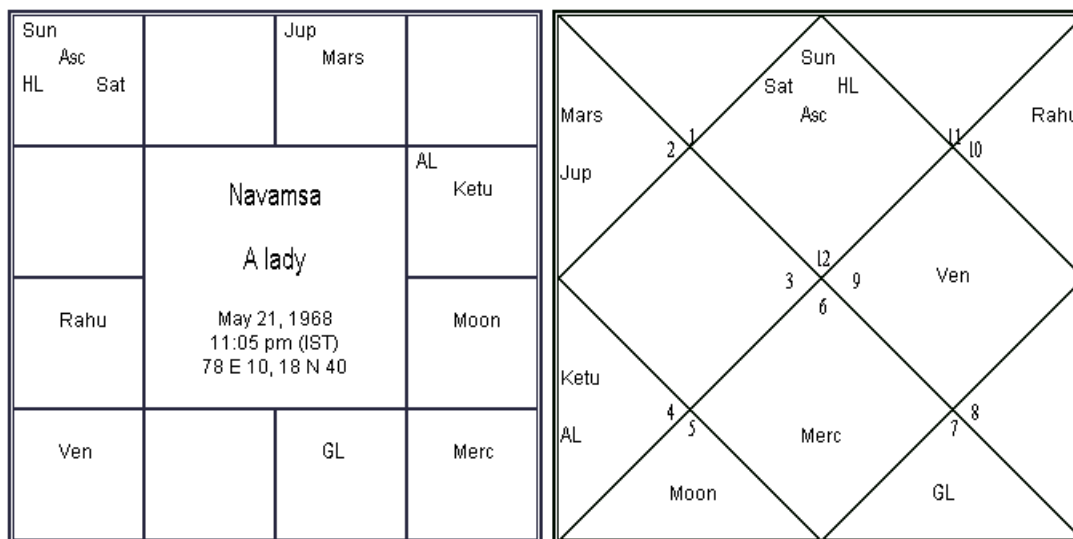 Sun
Asc
HL Sat
Jup
Mars
AL
Ketu
Navamsa
A lady
May 21, 1968
11:05 pm (IST)
78 E 10, 18 N 40
Rahu
Moon
Ven
GL
Merc
Sun
Sat HL
Asc
Mars
Rahu
1 11
2 10
Jup
12
3 9
6
Ven
Ketu
4 8
5 7
AL
Merc
Moon
GL